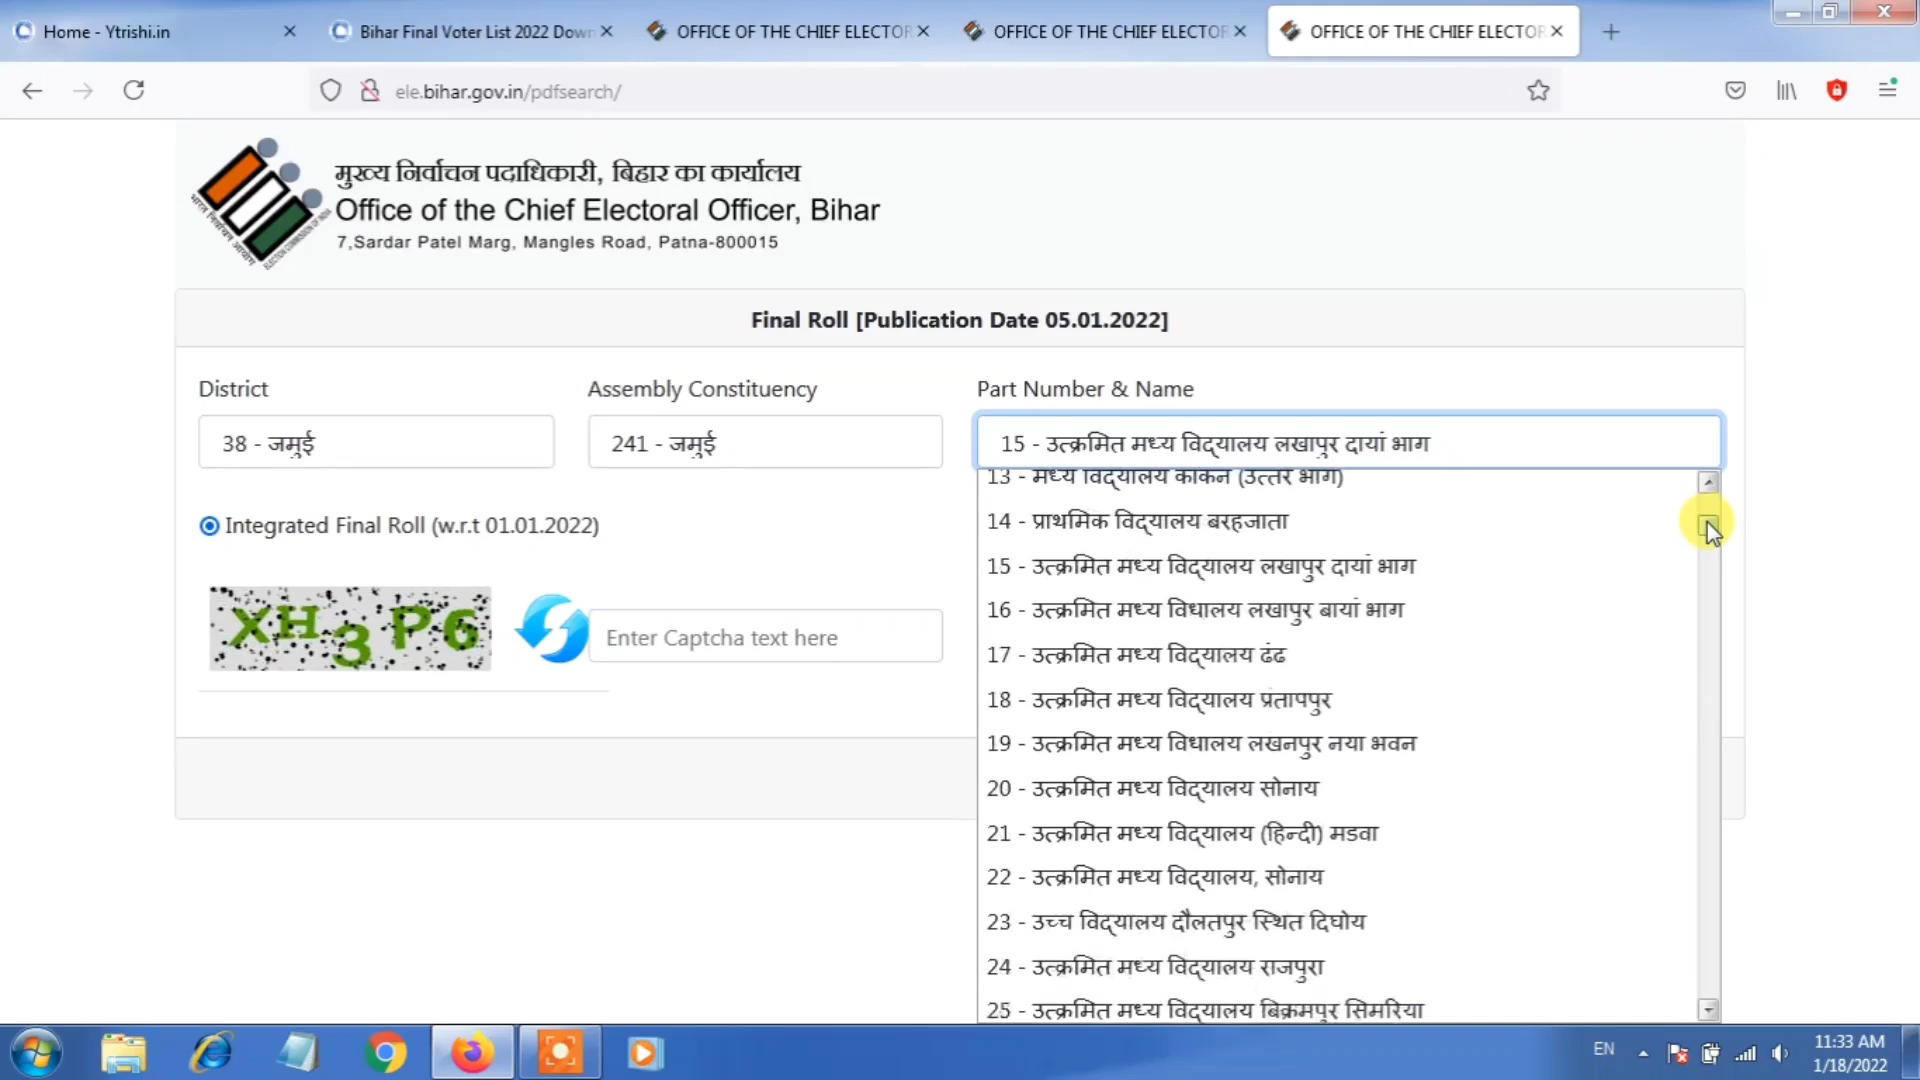 Home - Ytrishi.in
Bihar Final Voter List 2022 Down
OFFICE OF THE CHIEF ELECTOR
OFFICE OF THE CHIEF ELECTOR
OFFICE OF THE CHIEF ELECTOR
ele.bihar.gov.in/pdfsearch/
मुख्य निर्वाचन पदाधिकारी, बिहार का कार्यालय
Office of the Chief Electoral Officer, Bihar
7,Sardar Patel Marg, Mangles Road, Patna-800015
भारत निर्वाचन आयोग
ELECTION COMMISSION OF INDIA
Final Roll [Publication Date 05.01.2022]
District
Assembly Constituency
Part Number & Name
38 - जमुई
241 - जमुई
15 - उत्क्रमित मध्य विद्यालय लखापुर दायां भाग
13 - मध्य विद्यालय काकन (उत्तर भाग)
14 - प्राथमिक विद्यालय बरहजाता
15 - उत्क्रमित मध्य विद्यालय लखापुर दायां भाग
16 - उत्क्रमित मध्य विधालय लखापुर बायां भाग
17 - उत्क्रमित मध्य विद्यालय ढंढ
18 - उत्क्रमित मध्य विद्यालय प्रंतापपुर
19 - उत्क्रमित मध्य विधालय लखनपुर नया भवन
20 - उत्क्रमित मध्य विद्यालय सोनाय
21 - उत्क्रमित मध्य विद्यालय (हिन्दी) मडवा
22 - उत्क्रमित मध्य विद्यालय, सोनाय
23 - उच्च विद्यालय दौलतपुर स्थित दिघोय
24 - उत्क्रमित मध्य विद्यालय राजपुरा
25 - उत्क्रमित मध्य विद्यालय बिक्रमपुर सिमरिया
Integrated Final Roll (w.r.t 01.01.2022)
XH3P6
Enter Captcha text here
EN
11:33 AM
1/18/2022